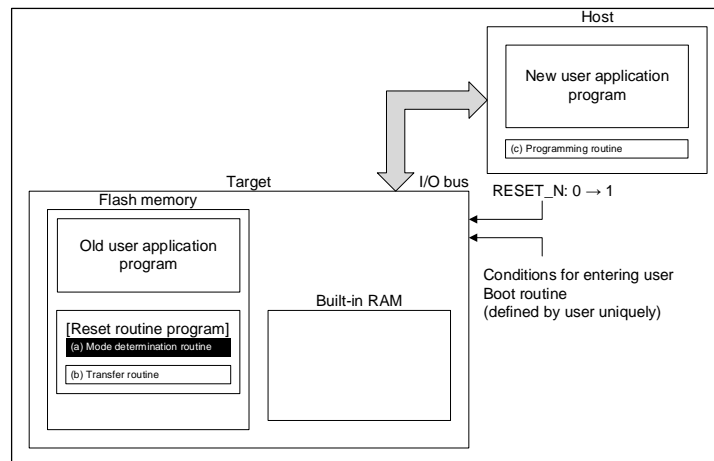 Host
New user application
program
(c) Programming routine
Target
I/O bus
RESET_N: 0 → 1
Flash memory
Old user application
program
Conditions for entering user
Boot routine
(defined by user uniquely)
Built-in RAM
[Reset routine program]
(a) Mode determination routine
(b) Transfer routine